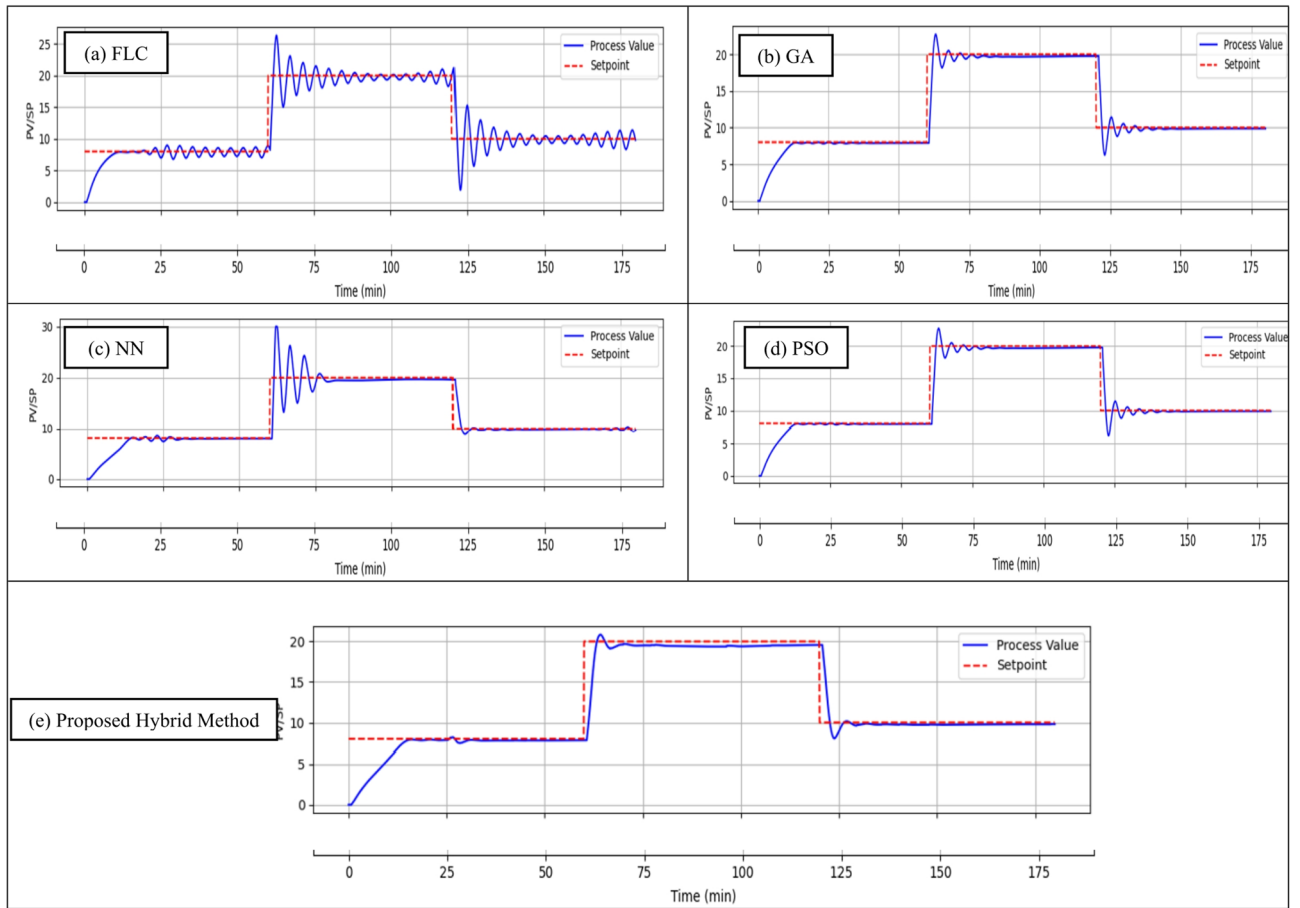 (a) FLC
PV/SP
25
20
15
10
5
0
Process Value
Setpoint
0 25 50 75 100 125 150 175
Time (min)
(b) GA
PV/SP
20
15
10
5
0
Process Value
Setpoint
0 25 50 75 100 125 150 175
Time (min)
(c) NN
PV/SP
30
20
10
0
Process Value
Setpoint
0 25 50 75 100 125 150 175
Time (min)
(d) PSO
PV/SP
20
15
10
5
0
Process Value
Setpoint
0 25 50 75 100 125 150 175
Time (min)
(e) Proposed Hybrid Method
20
15
10
5
0
Process Value
Setpoint
0 25 50 75 100 125 150 175
Time (min)